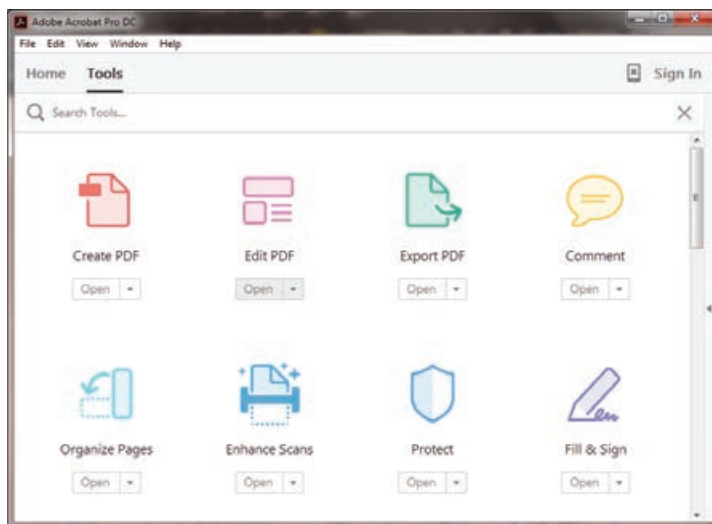 Adobe Acrobat Pro DC
File Edit View Window Help
Home Tools Sign In
Search Tools...
Create PDF Edit PDF Export PDF Comment
Open Open Open Open
Organize Pages Enhance Scans Protect Fill & Sign
Open Open Open Open